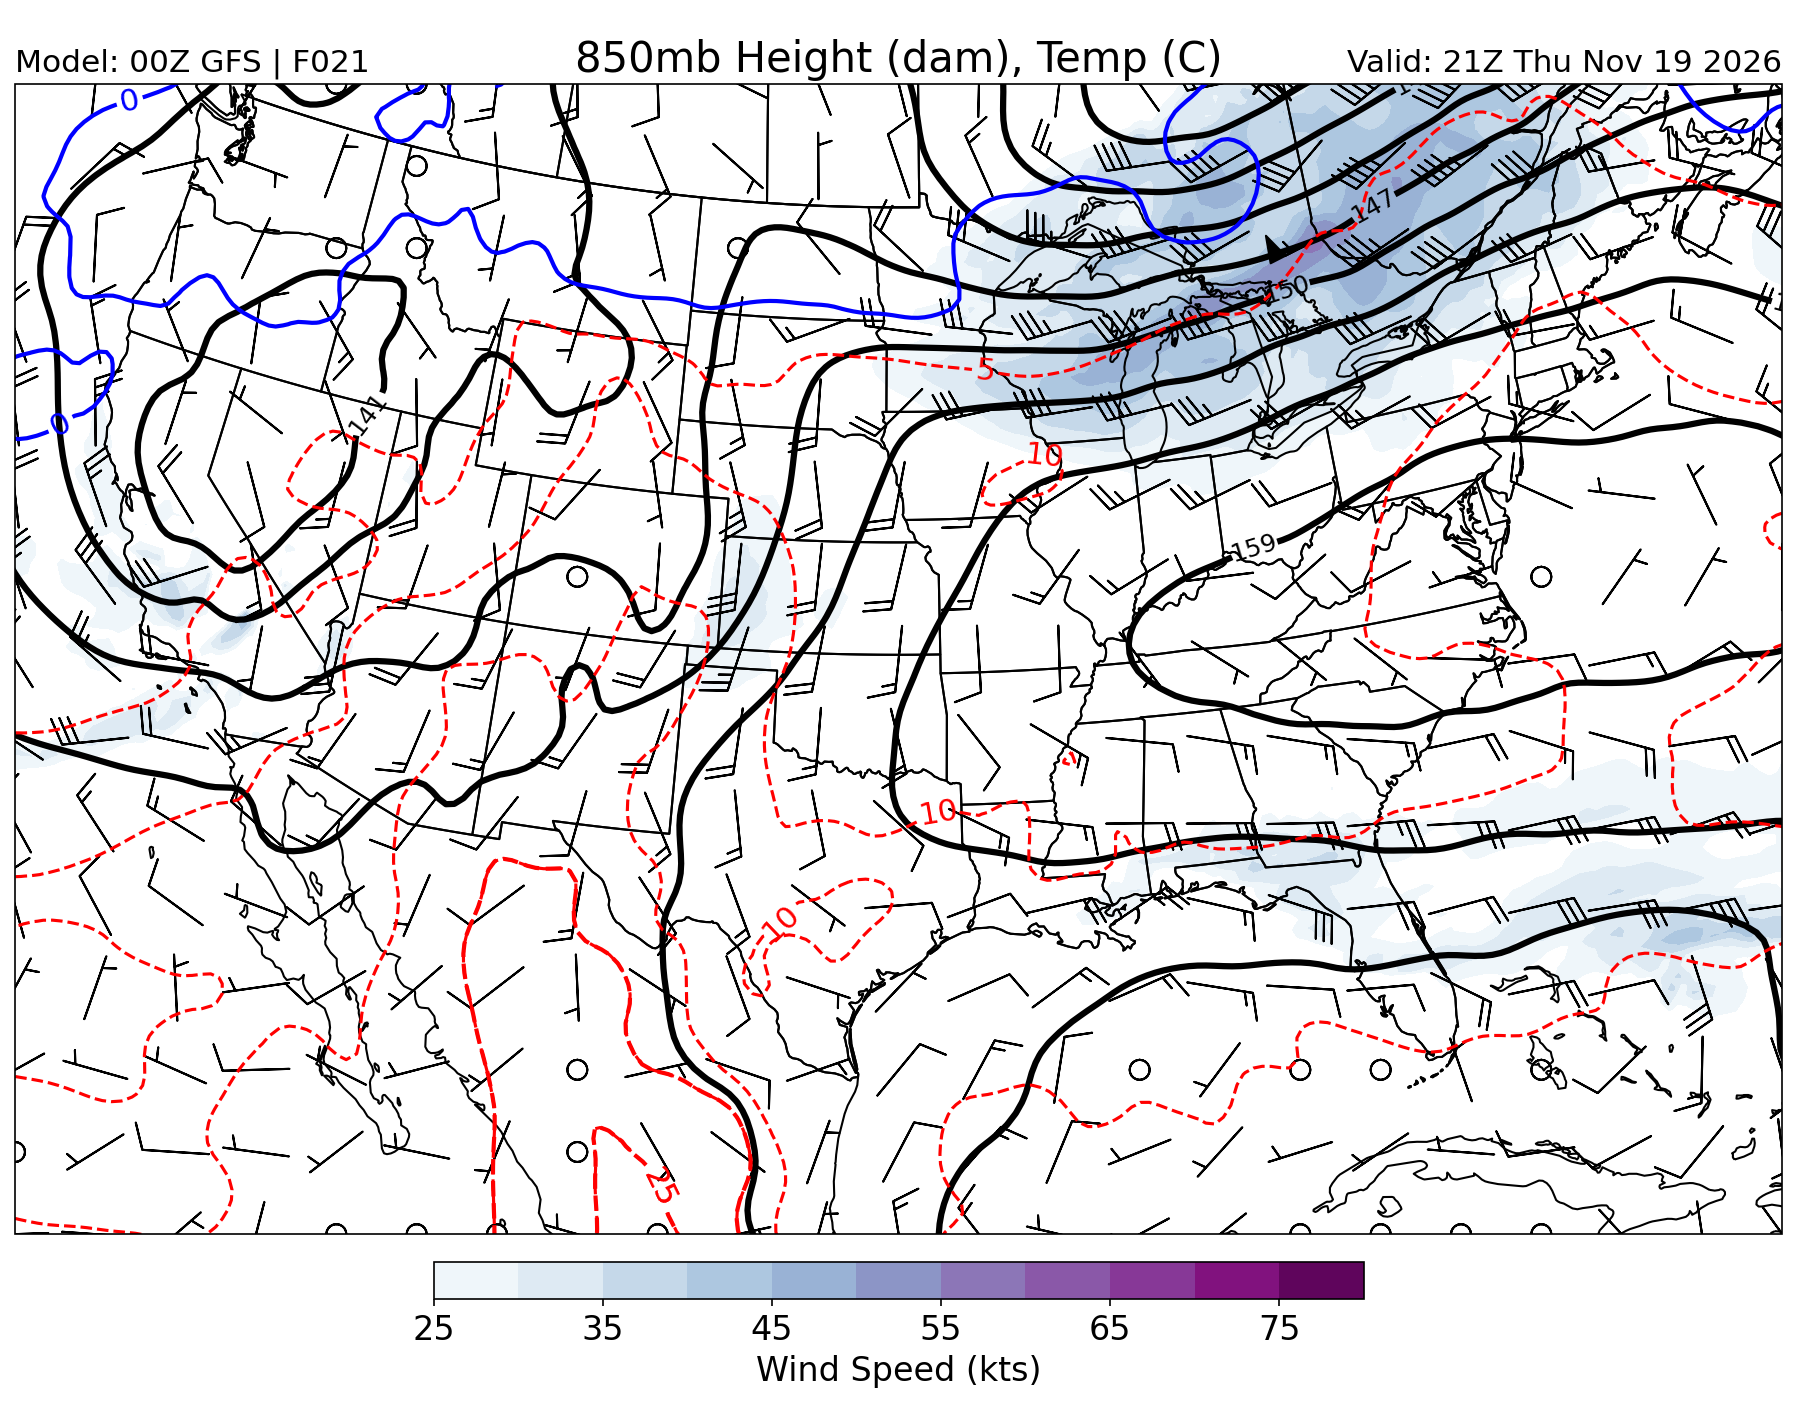 850mb Height (dam), Temp (C)
Model: 00Z GFS | F021
Valid: 21Z Thu Nov 19 2026
0
147
150
5
0
141
10
159
10
10
25
25 35 45 55 65 75
Wind Speed (kts)